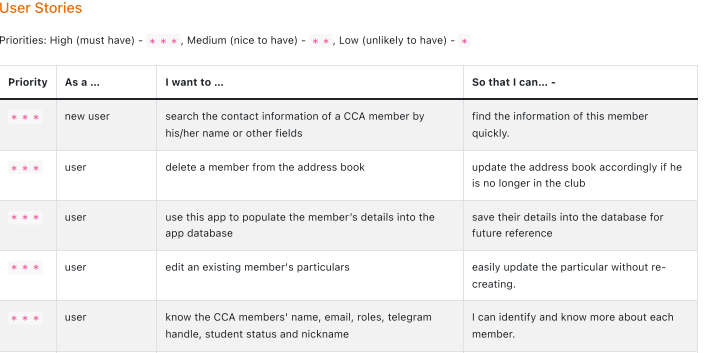 User Stories
Priorities: High (must have) - * * *, Medium (nice to have) - * *, Low (unlikely to have) - *
Priority As a ... I want to ... So that I can... -
* * * new user search the contact information of a CCA member by find the information of this member
his/her name or other fields quickly.
* * * user delete a member from the address book update the address book accordingly if he
is no longer in the club
* * * user use this app to populate the member's details into the save their details into the database for
app database future reference
* * * user edit an existing member's particulars easily update the particular without re-
creating.
* * * user know the CCA members' name, email, roles, telegram I can identify and know more about each
handle, student status and nickname member.